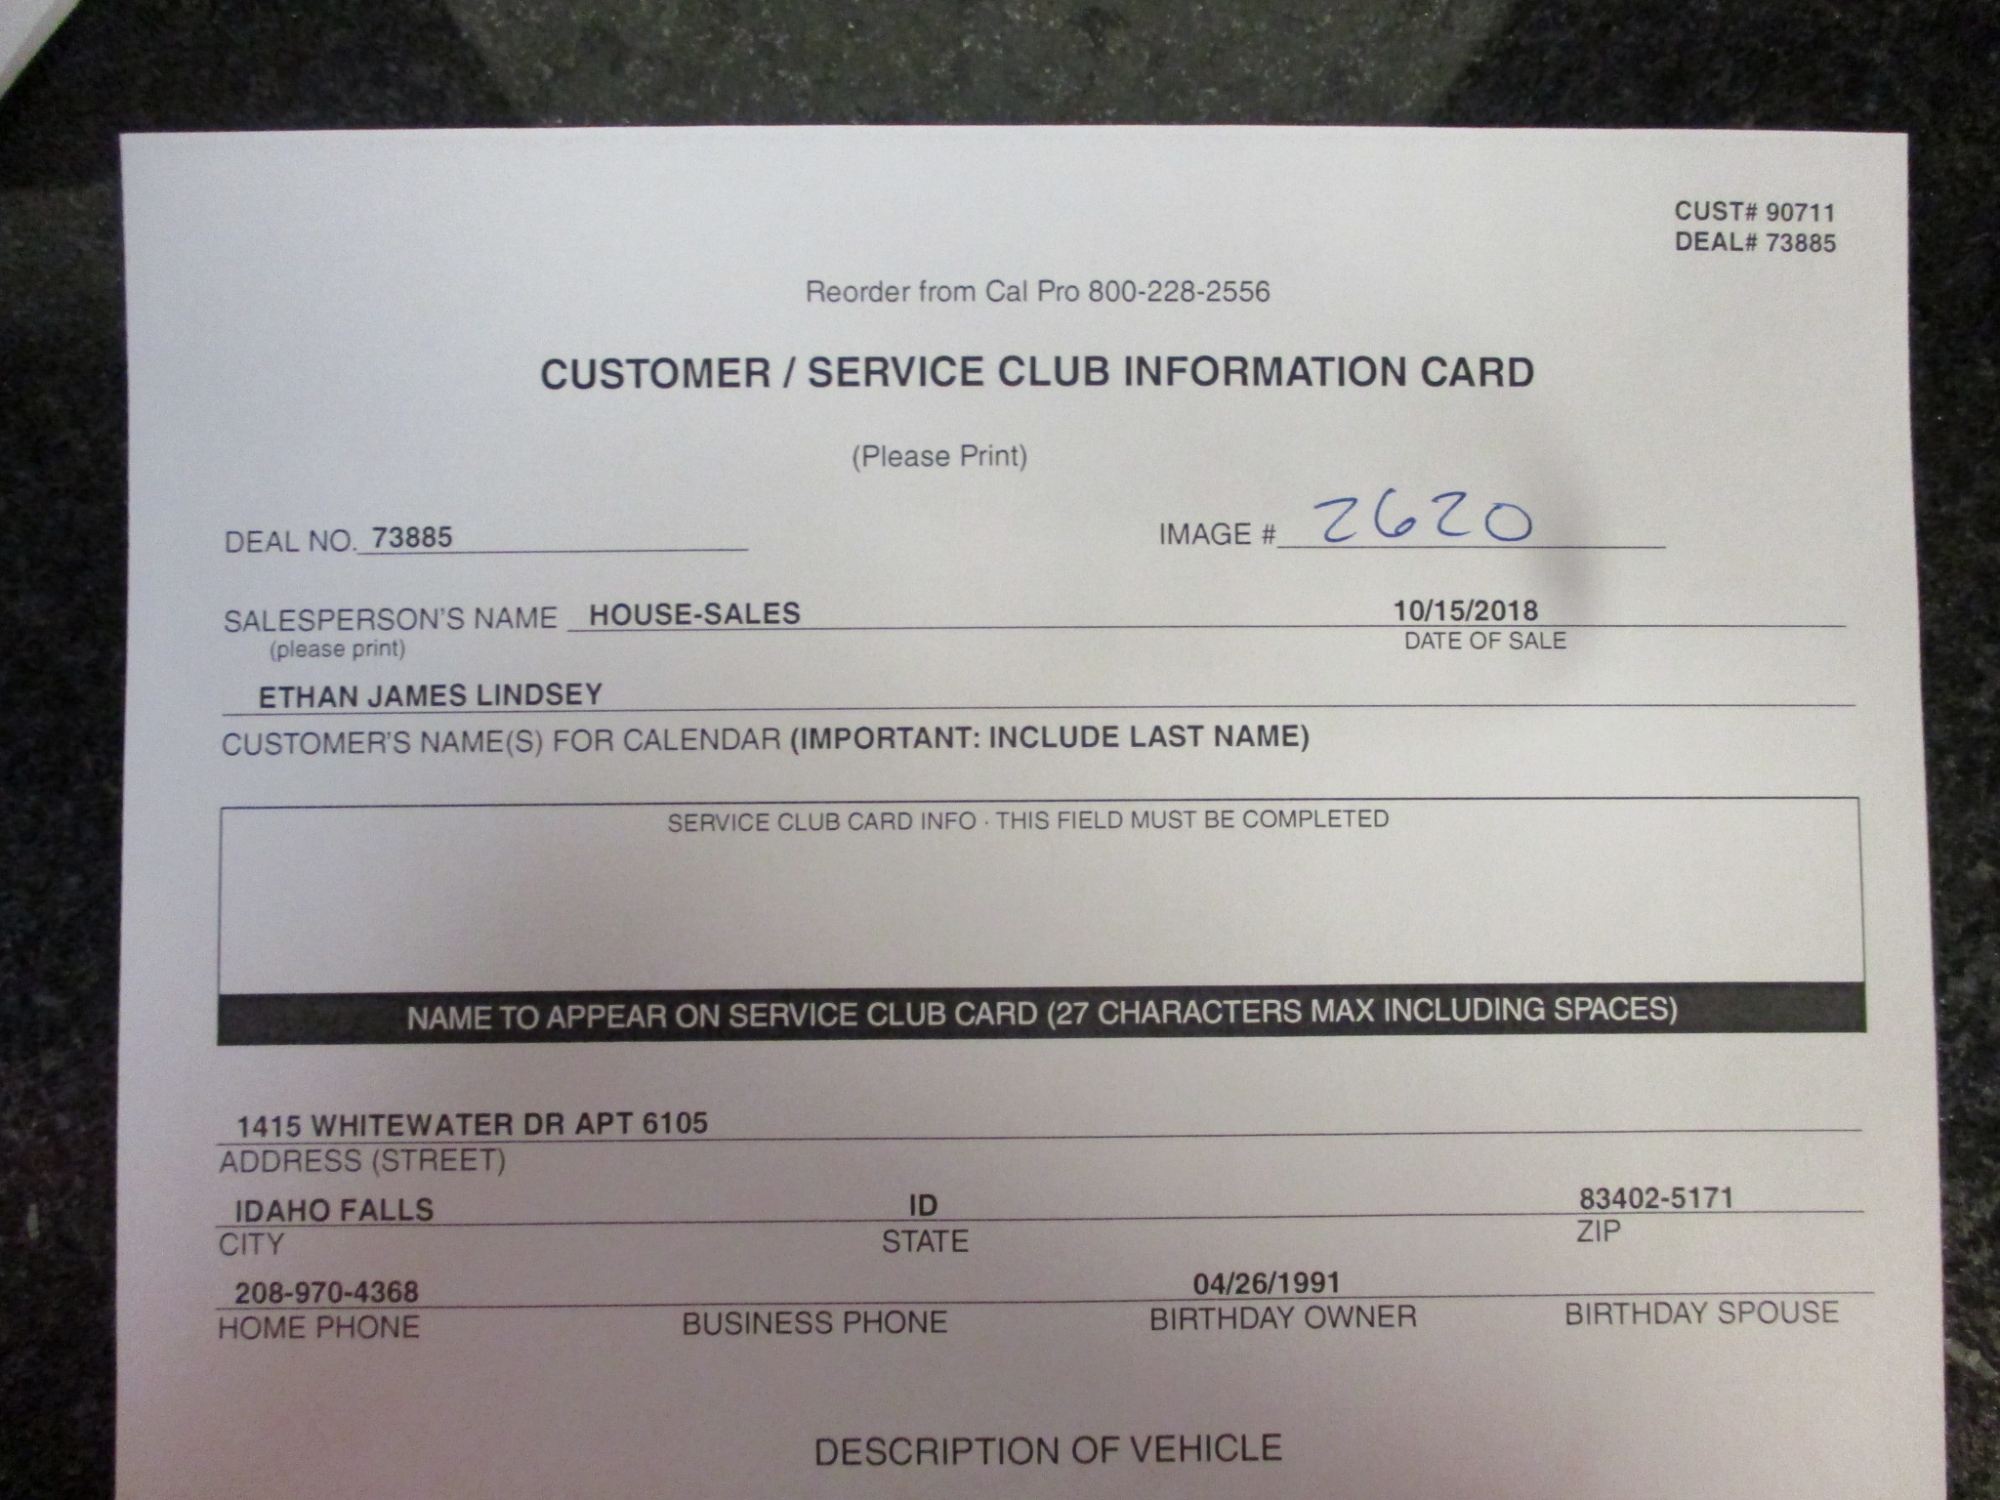 CUST# 90711
DEAL# 73885
Reorder from Cal Pro 800-228-2556
CUSTOMER / SERVICE CLUB INFORMATION CARD
(Please Print)
DEAL NO. 73885 IMAGE # 2620
SALESPERSON'S NAME HOUSE-SALES 10/15/2018
(please print) DATE OF SALE
ETHAN JAMES LINDSEY
CUSTOMER'S NAME(S) FOR CALENDAR (IMPORTANT: INCLUDE LAST NAME)
SERVICE CLUB CARD INFO · THIS FIELD MUST BE COMPLETED
NAME TO APPEAR ON SERVICE CLUB CARD (27 CHARACTERS MAX INCLUDING SPACES)
1415 WHITEWATER DR APT 6105
ADDRESS (STREET)
IDAHO FALLS ID 83402-5171
CITY STATE ZIP
208-970-4368 04/26/1991
HOME PHONE BUSINESS PHONE BIRTHDAY OWNER BIRTHDAY SPOUSE
DESCRIPTION OF VEHICLE